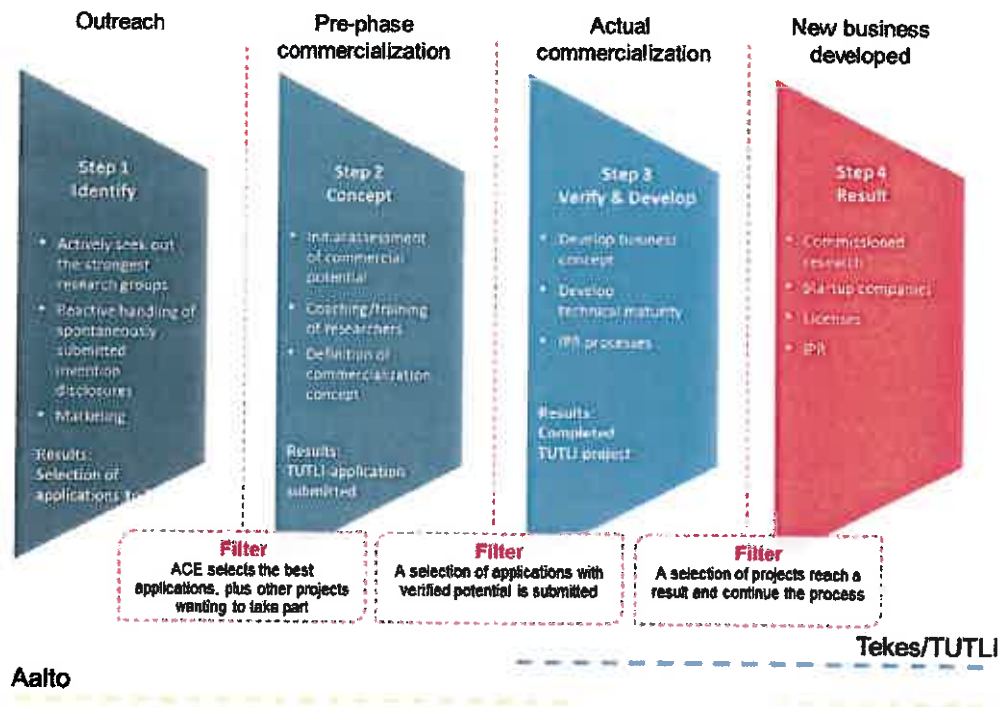 Outreach
Pre-phase
commercialization
Actual
commercialization
New business
developed
Step 1
Identify
• Actively seek out
the strongest
research groups
• Reactive handling of
spontaneously
submitted
invention
disclosures
• Marketing
Results:
Selection of
applications to
Step 2
Concept
• Initial assessment
of commercial
potential
• Coaching/training
of researchers
• Definition of
commercialization
concept
Results:
TUTLI-application
submitted
Step 3
Verify & Develop
• Develop business
concept
• Develop
technical maturity
• IPR processes
Results:
Completed
TUTLI project
Step 4
Result
• Commissioned
research
• Startup companies
• Licenses
• IPR
Filter
ACE selects the best
applications, plus other projects
wanting to take part
Filter
A selection of applications with
verified potential is submitted
Filter
A selection of projects reach a
result and continue the process
Tekes/TUTLI
Aalto